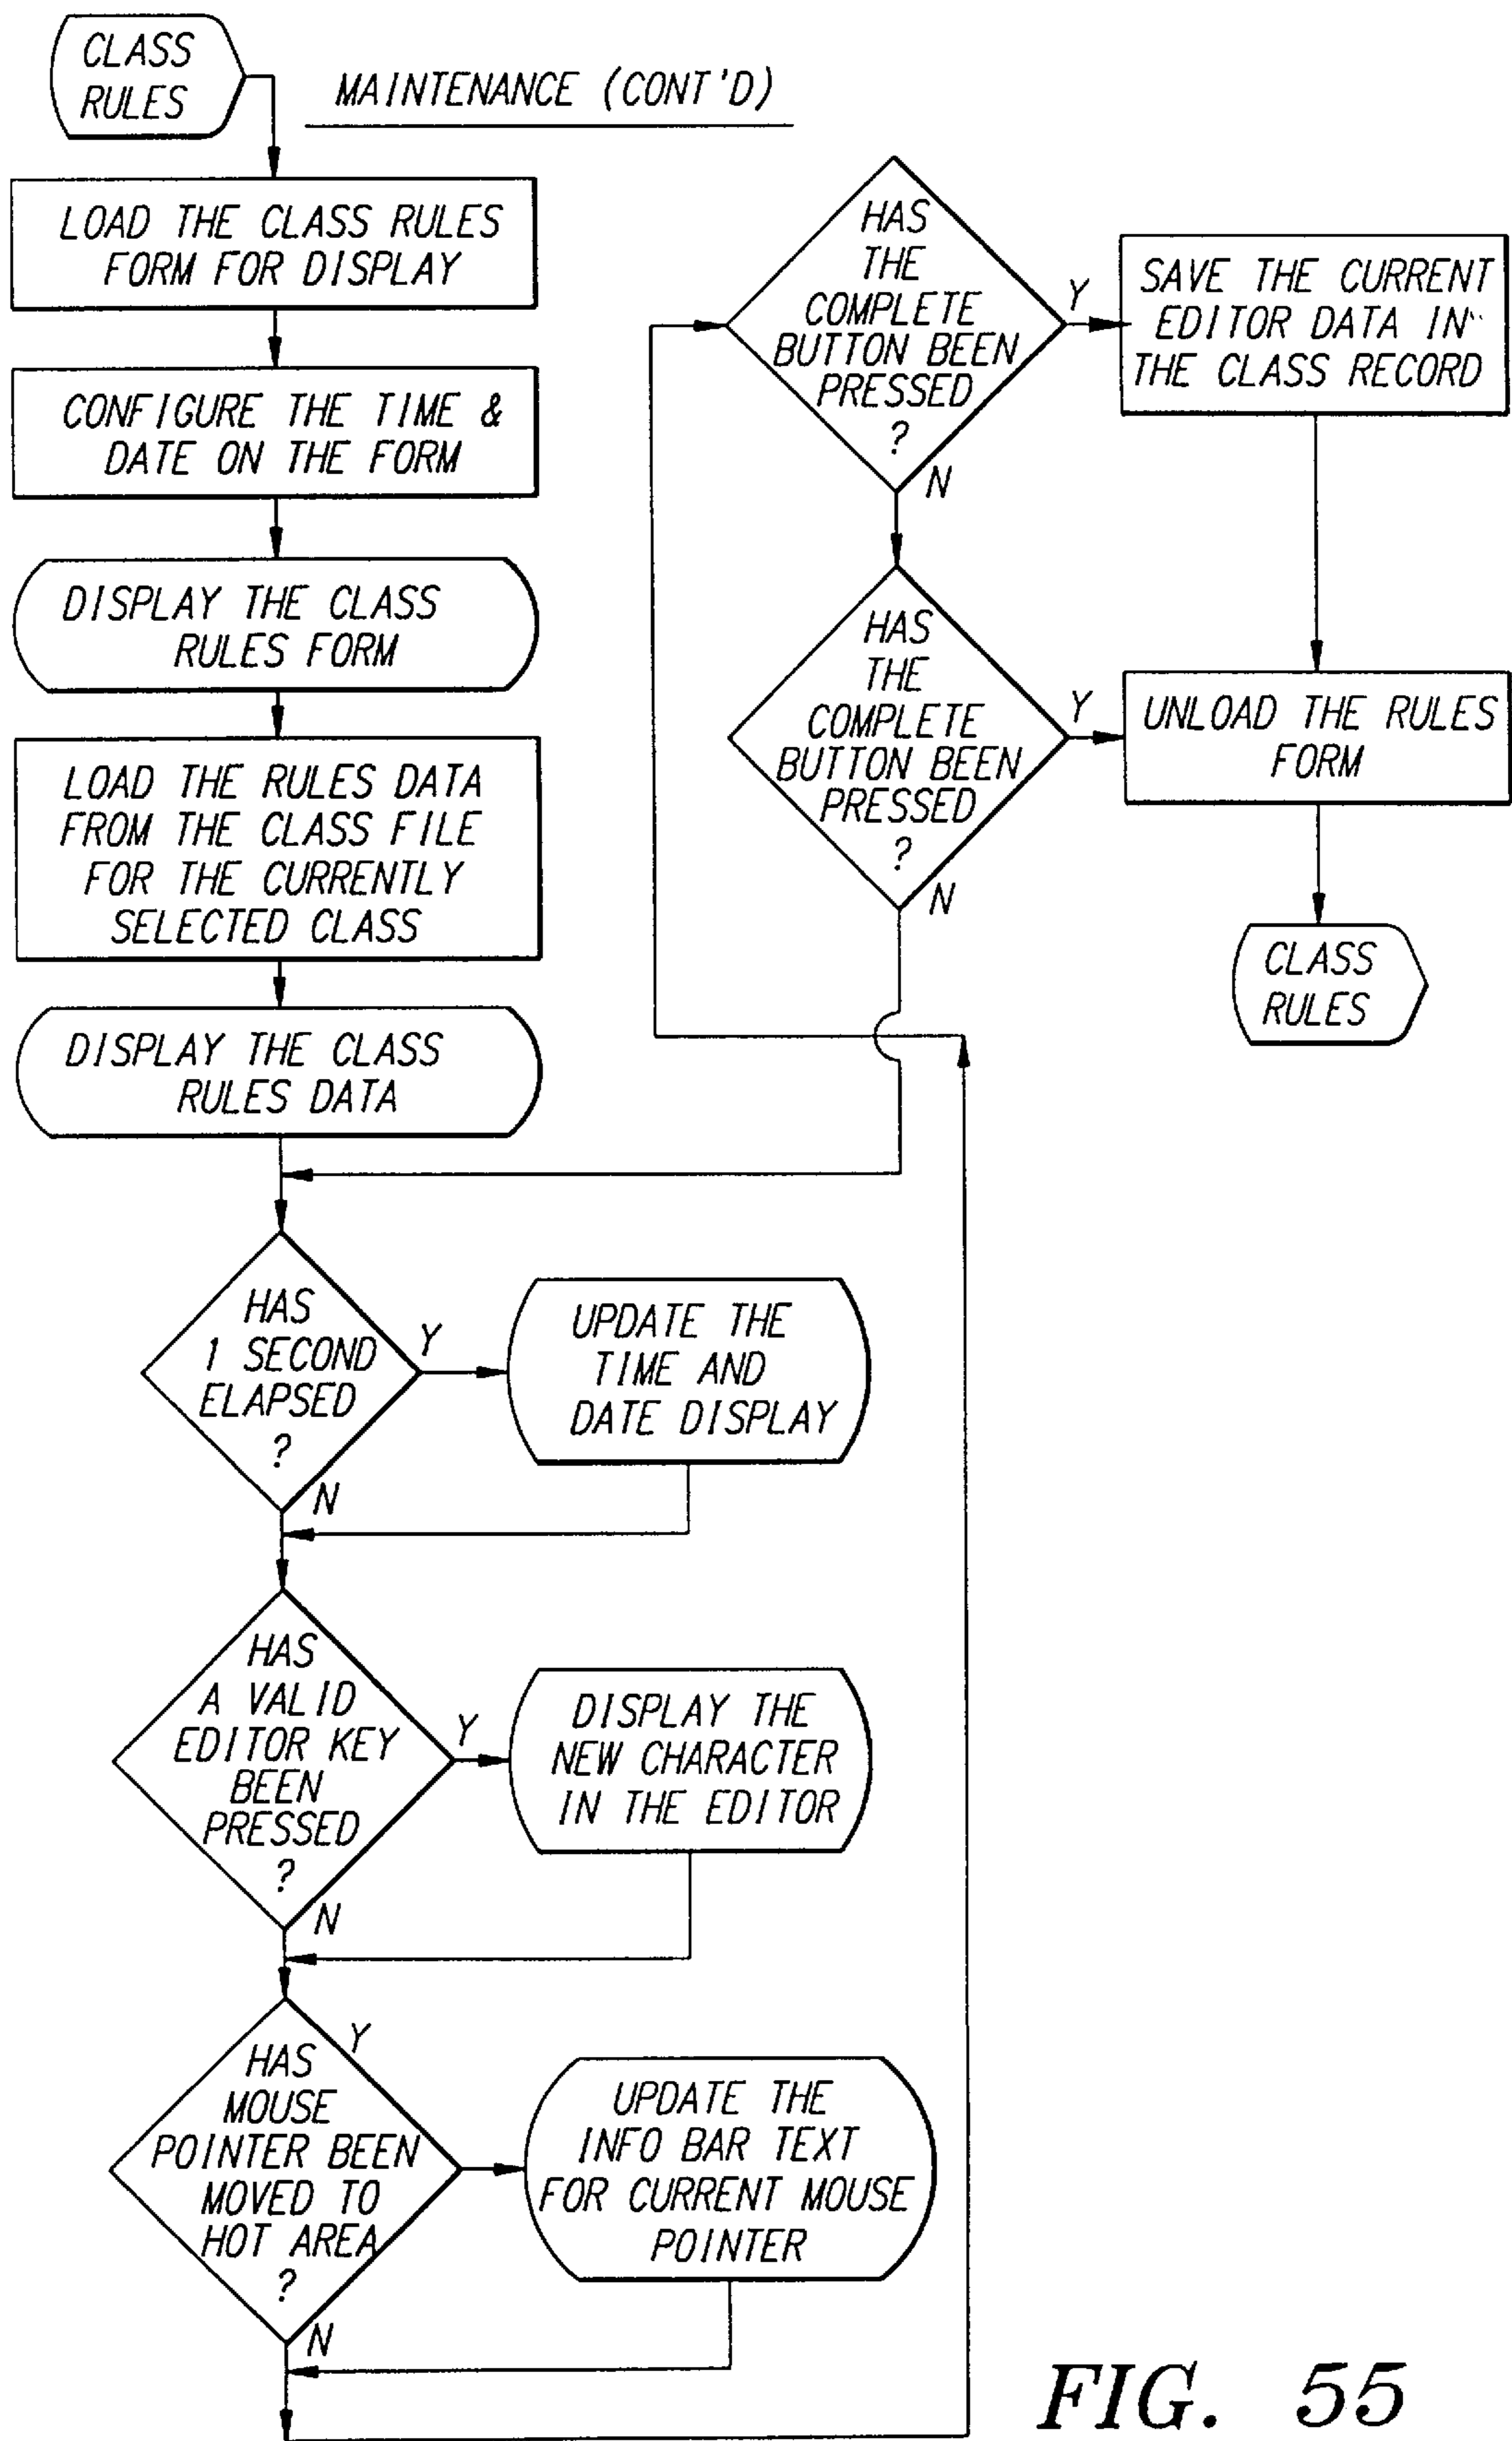 CLASS
RULES
MAINTENANCE (CONT'D)
LOAD THE CLASS RULES
FORM FOR DISPLAY
CONFIGURE THE TIME &
DATE ON THE FORM
DISPLAY THE CLASS
RULES FORM
LOAD THE RULES DATA
FROM THE CLASS FILE
FOR THE CURRENTLY
SELECTED CLASS
DISPLAY THE CLASS
RULES DATA
HAS
1 SECOND
ELAPSED
?
Y
N
UPDATE THE
TIME AND
DATE DISPLAY
HAS
A VALID
EDITOR KEY
BEEN
PRESSED
?
Y
N
DISPLAY THE
NEW CHARACTER
IN THE EDITOR
HAS
MOUSE
POINTER BEEN
MOVED TO
HOT AREA
?
Y
N
UPDATE THE
INFO BAR TEXT
FOR CURRENT MOUSE
POINTER
HAS
THE
COMPLETE
BUTTON BEEN
PRESSED
?
Y
N
SAVE THE CURRENT
EDITOR DATA IN
THE CLASS RECORD
HAS
THE
COMPLETE
BUTTON BEEN
PRESSED
?
Y
N
UNLOAD THE RULES
FORM
CLASS
RULES
FIG. 55